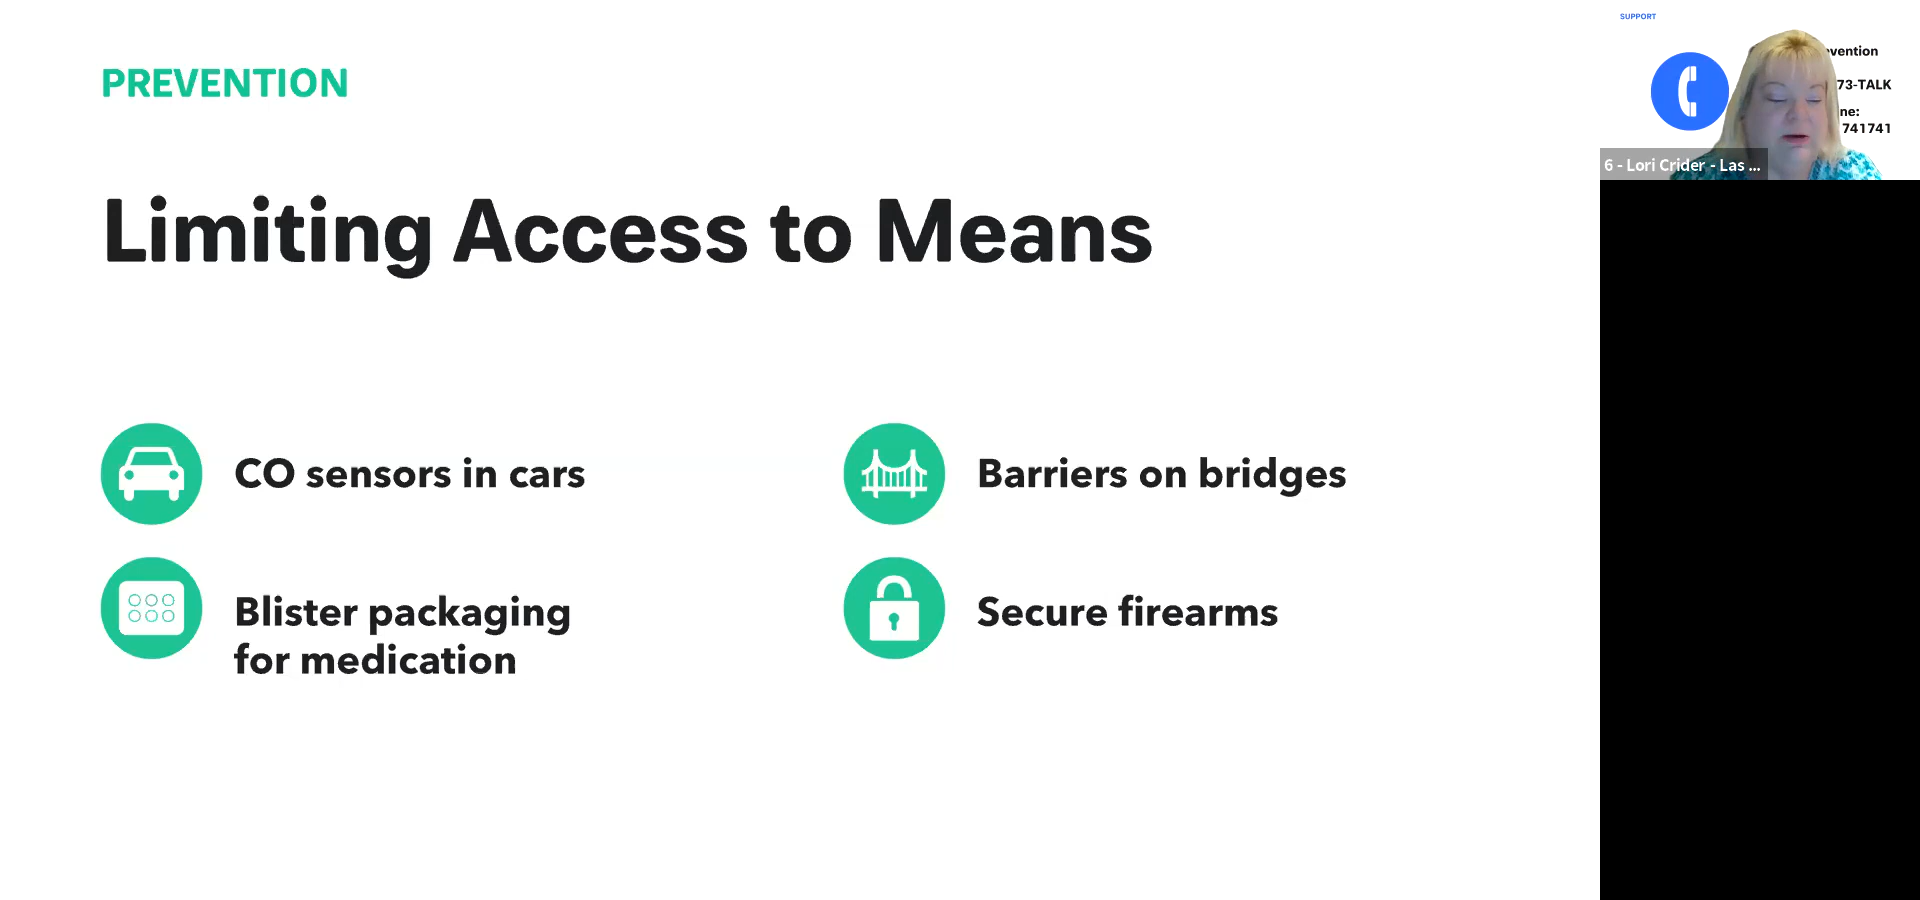 PREVENTION
Limiting Access to Means
CO sensors in cars
Barriers on bridges
Blister packaging
for medication
Secure firearms
SUPPORT
73-TALK
741741
6 - Lori Crider - Las ...